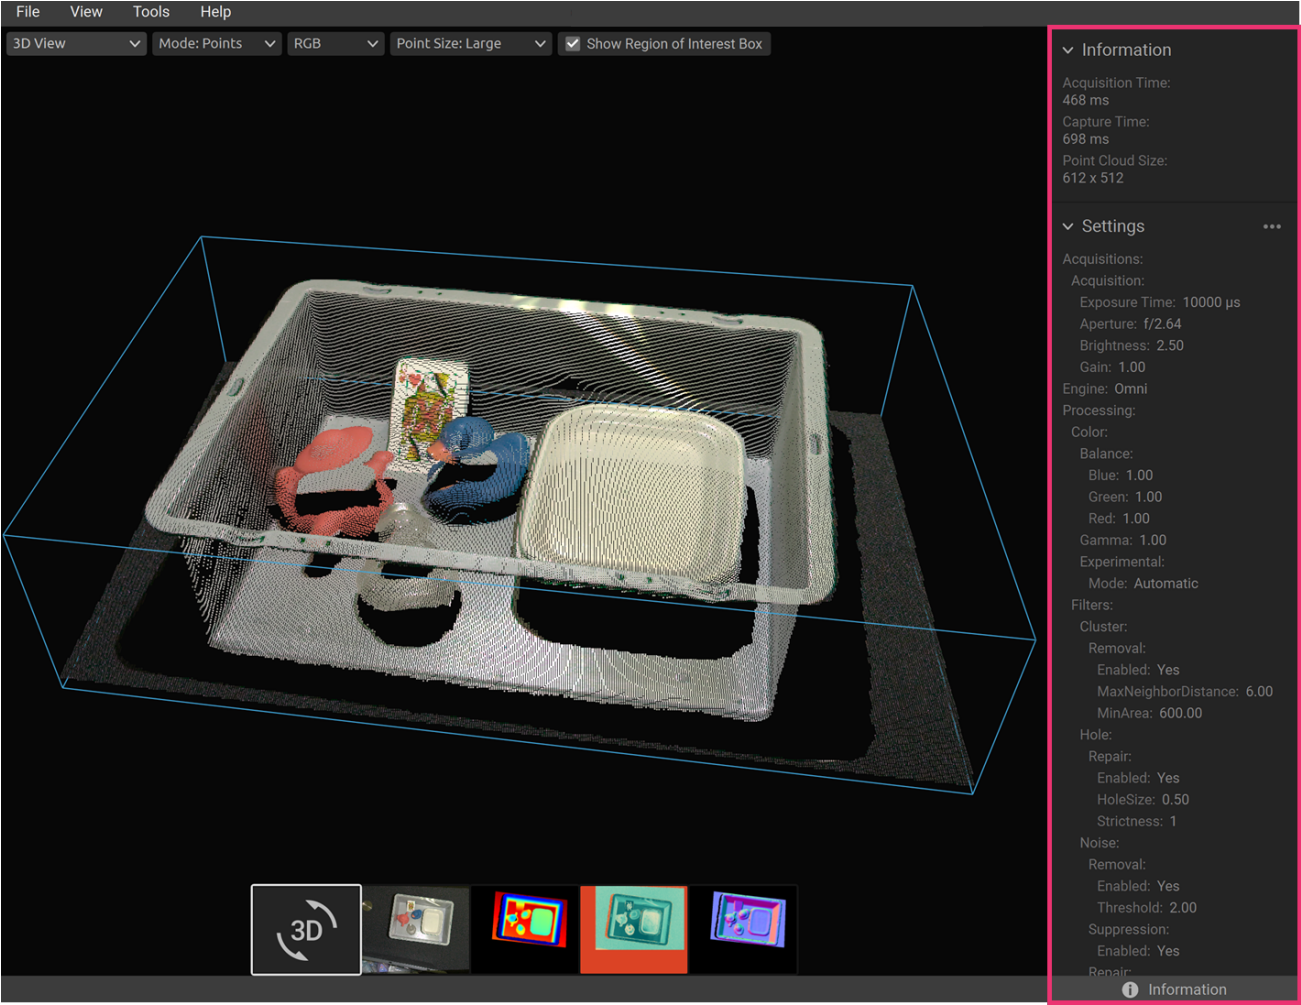 File View Tools Help
3D View Mode: Points RGB Point Size: Large Show Region of Interest Box
Information
Acquisition Time:
468 ms
Capture Time:
698 ms
Point Cloud Size:
612 x 512
Settings
Acquisitions:
Acquisition:
Exposure Time: 10000 µs
Aperture: f/2.64
Brightness: 2.50
Gain: 1.00
Engine: Omni
Processing:
Color:
Balance:
Blue: 1.00
Green: 1.00
Red: 1.00
Gamma: 1.00
Experimental:
Mode: Automatic
Filters:
Cluster:
Removal:
Enabled: Yes
MaxNeighborDistance: 6.00
MinArea: 600.00
Hole:
Repair:
Enabled: Yes
HoleSize: 0.50
Strictness: 1
Noise:
Removal:
Enabled: Yes
Threshold: 2.00
Suppression:
Enabled: Yes
Repair:
3D
Information